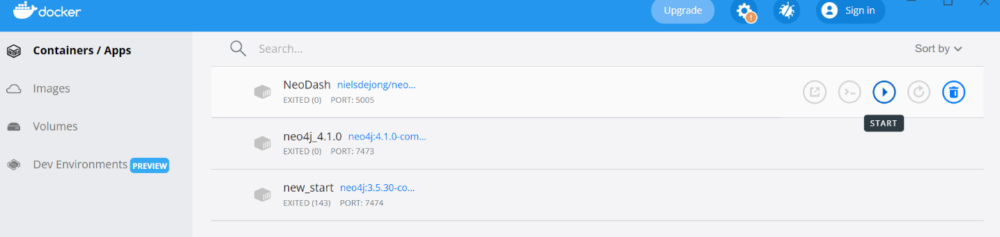 docker
Upgrade
!
Sign in
Containers / Apps
Images
Volumes
Dev Environments PREVIEW
Search...
Sort by
NeoDash nielsdejong/neo...
EXITED (0) PORT: 5005
START
neo4j_4.1.0 neo4j:4.1.0-com...
EXITED (0) PORT: 7473
new_start neo4j:3.5.30-co...
EXITED (143) PORT: 7474